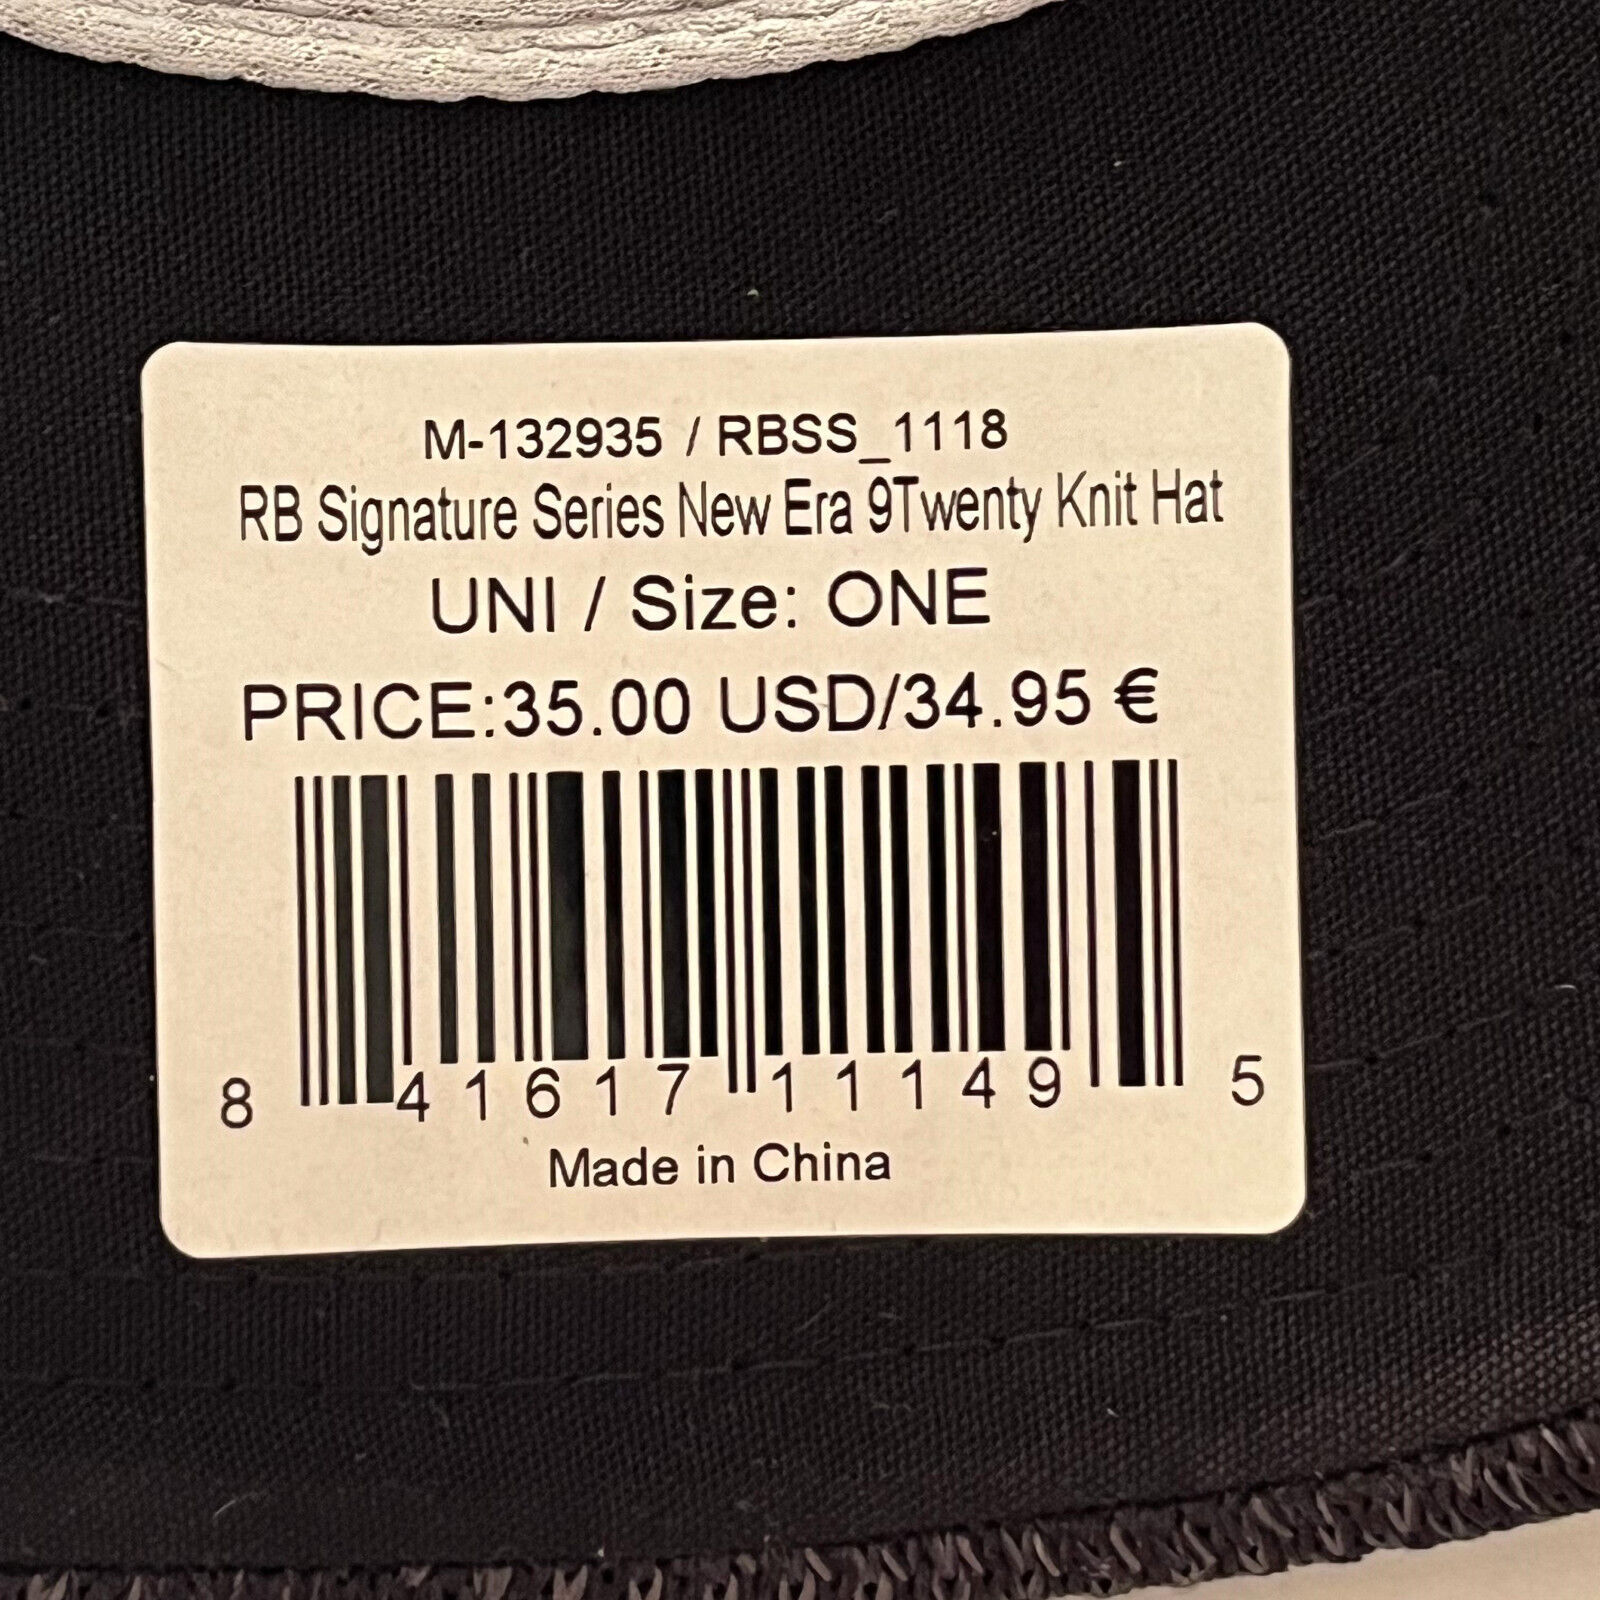 M-132935 / RBSS_1118
RB Signature Series New Era 9Twenty Knit Hat
UNI / Size: ONE
PRICE:35.00 USD/34.95 €
8 41617 11149 5
Made in China